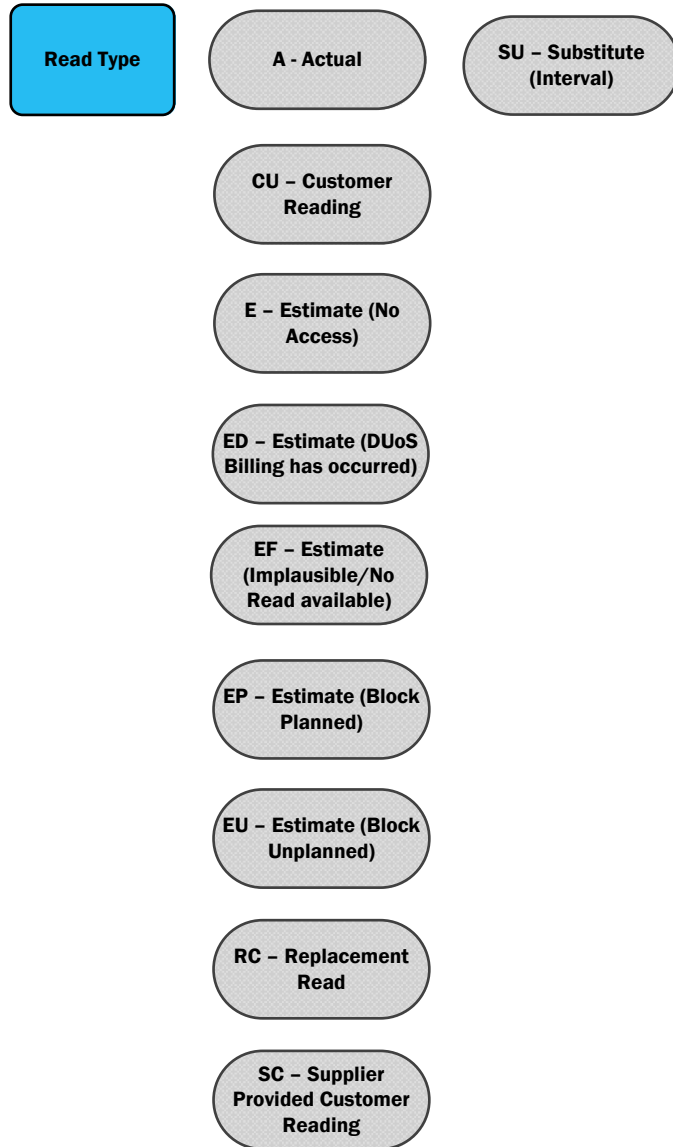 Read Type
A - Actual
SU – Substitute
(Interval)
CU – Customer
Reading
E – Estimate (No
Access)
ED – Estimate (DUoS
Billing has occurred)
EF – Estimate
(Implausible/No
Read available)
EP – Estimate (Block
Planned)
EU – Estimate (Block
Unplanned)
RC – Replacement
Read
SC – Supplier
Provided Customer
Reading